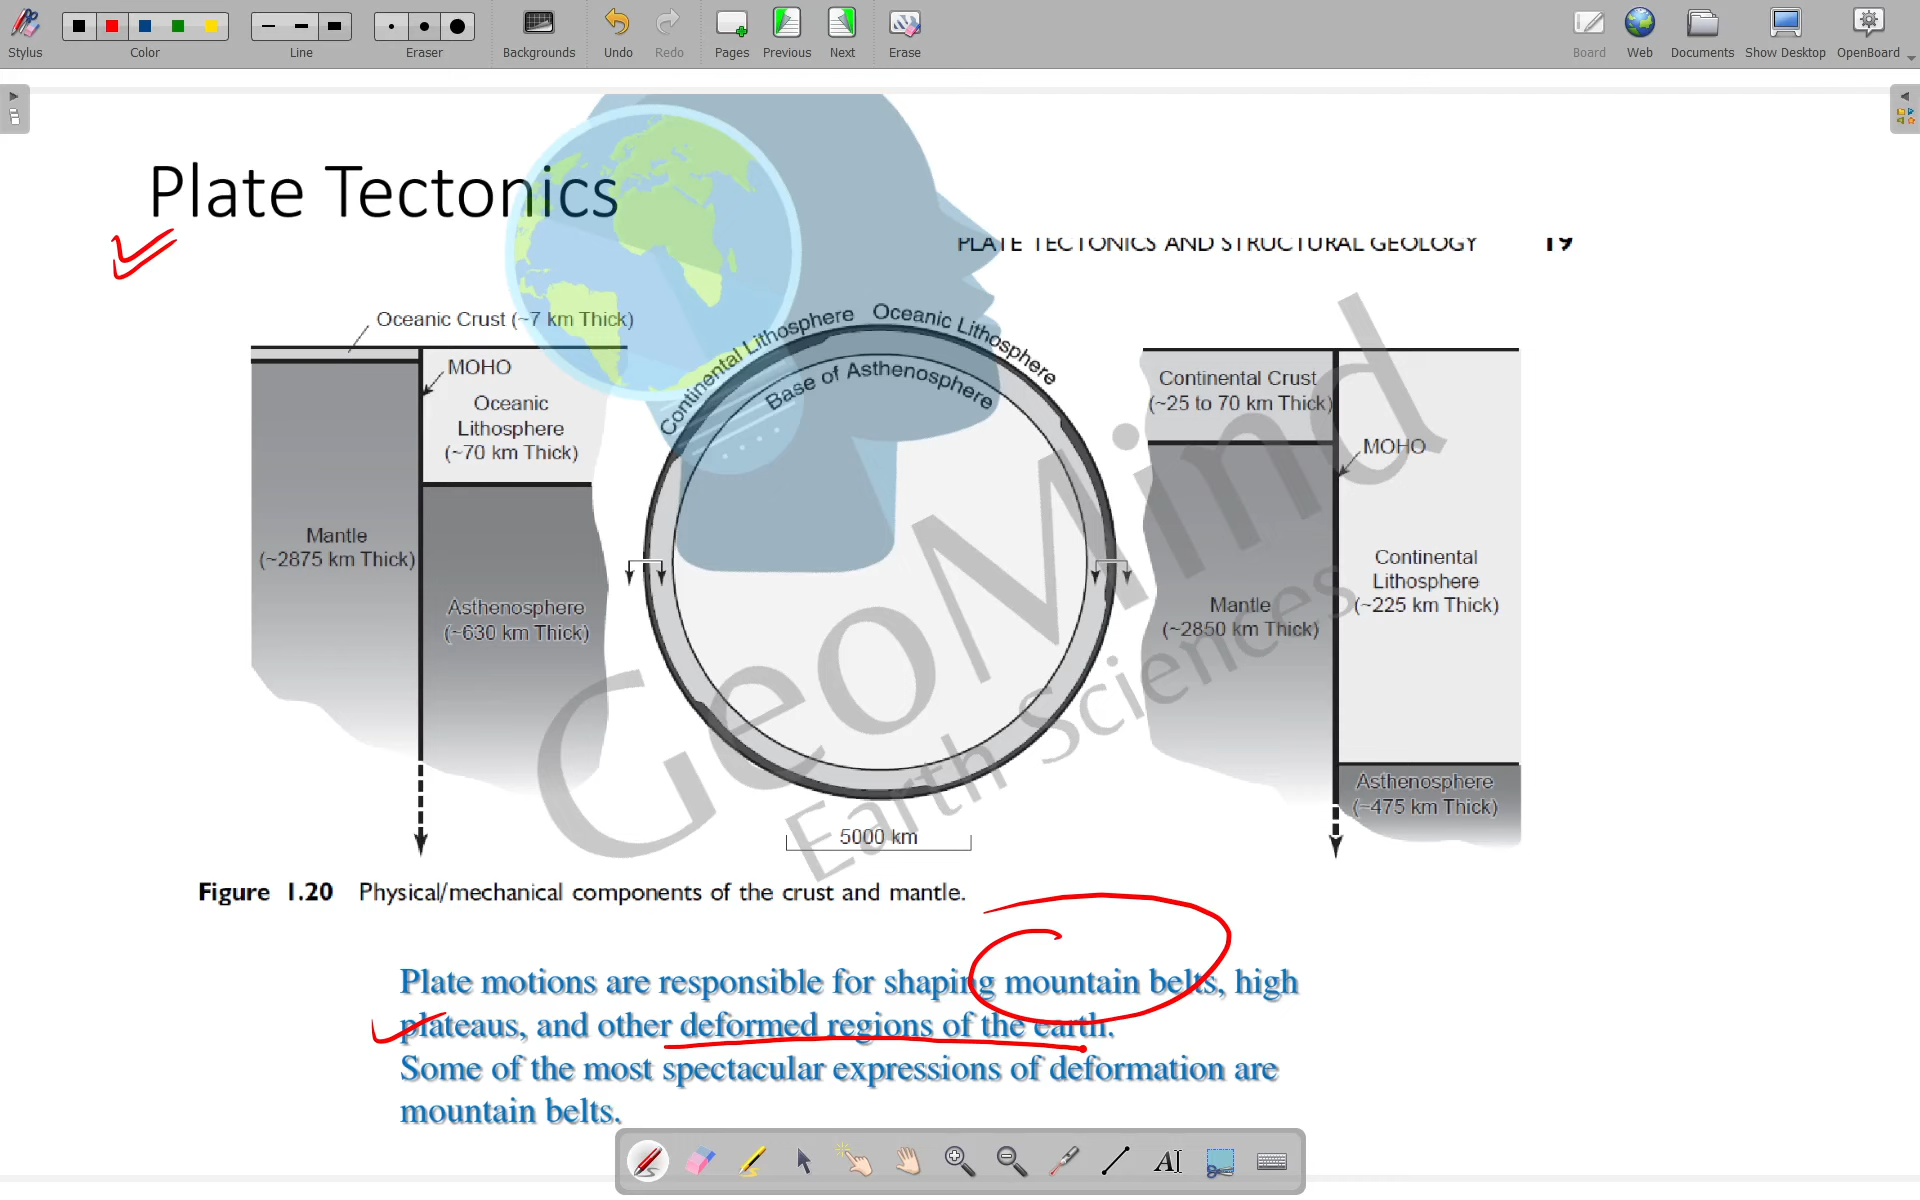 Stylus
Color
Line
Eraser
Backgrounds
Undo
Redo
Pages
Previous
Next
Erase
Board
Web
Documents
Show Desktop
OpenBoard
Plate Tectonics
PLATE TECTONICS AND STRUCTURAL GEOLOGY 19
Oceanic Crust (~7 km Thick)
MOHO
Oceanic
Lithosphere
(~70 km Thick)
Mantle
(~2875 km Thick)
Asthenosphere
(~630 km Thick)
Continental Lithosphere
Oceanic Lithosphere
Base of Asthenosphere
5000 km
Continental Crust
(~25 to 70 km Thick)
MOHO
Mantle
(~2850 km Thick)
Continental
Lithosphere
(~225 km Thick)
Asthenosphere
(~475 km Thick)
GeoMind
Earth Sciences
Figure 1.20 Physical/mechanical components of the crust and mantle.
Plate motions are responsible for shaping mountain belts, high
plateaus, and other deformed regions of the earth.
Some of the most spectacular expressions of deformation are
mountain belts.